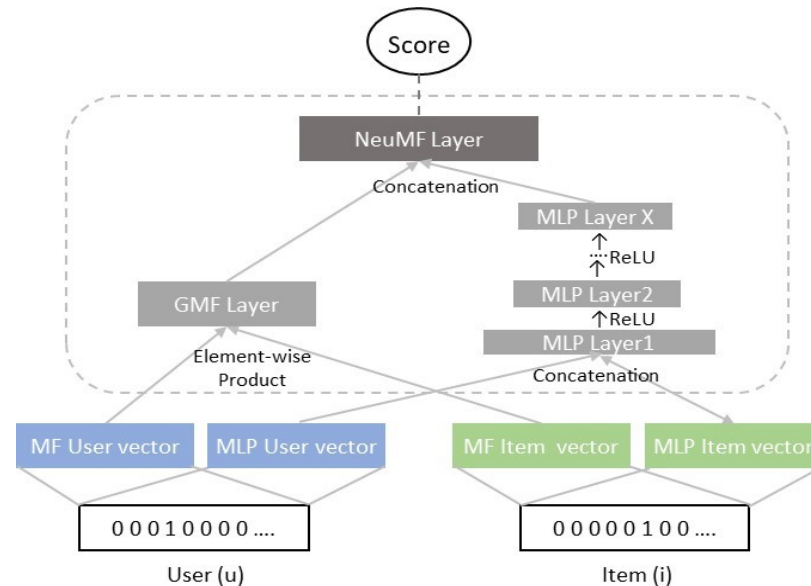 Score
NeuMF Layer
Concatenation
MLP Layer X
....ReLU
GMF Layer
MLP Layer2
ReLU
MLP Layer1
Element-wise
Product
Concatenation
MF User vector
MLP User vector
MF Item vector
MLP Item vector
0 0 0 1 0 0 0 0 ....
0 0 0 0 0 1 0 0 ....
User (u)
Item (i)